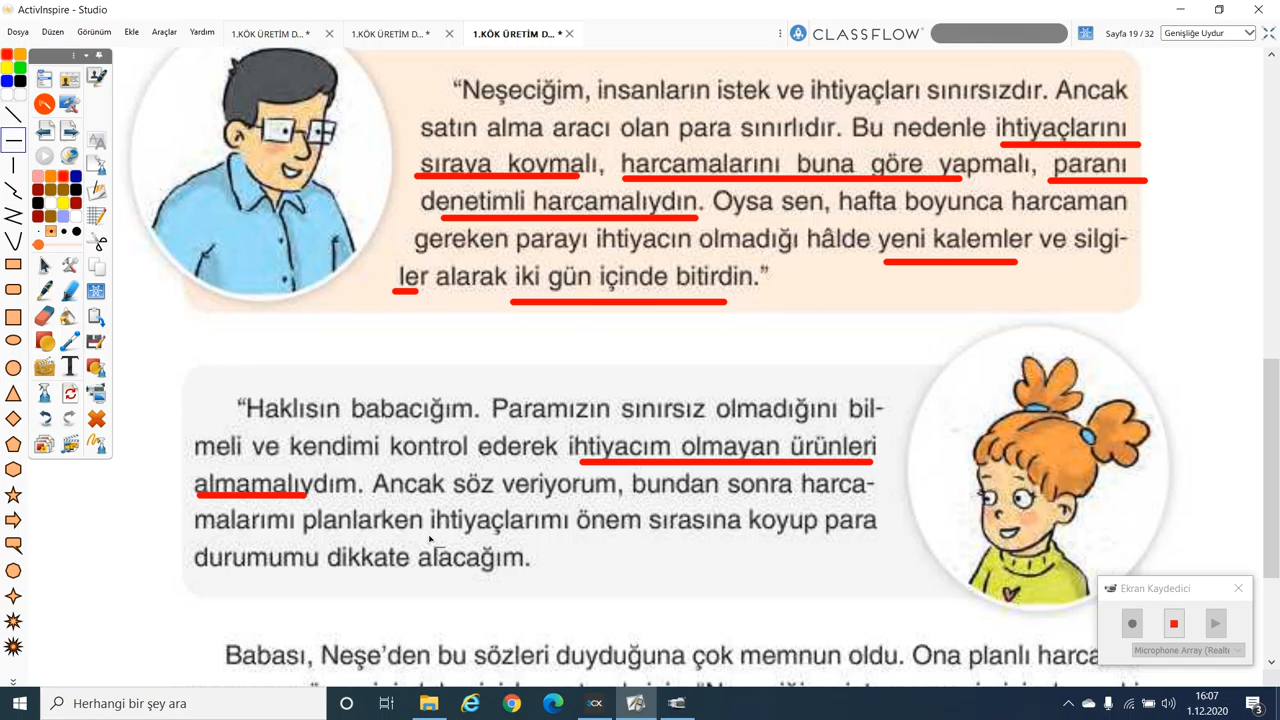 ActivInspire - Studio
Dosya Düzen Görünüm Ekle Araçlar Yardım
1.KÖK ÜRETİM D... * 1.KÖK ÜRETİM D... * 1.KÖK ÜRETİM D... *
CLASSFLOW
Sayfa 19 / 32
Genişliğe Uydur
“Neşeciğim, insanların istek ve ihtiyaçları sınırsızdır. Ancak
satın alma aracı olan para sınırlıdır. Bu nedenle ihtiyaçlarını
sıraya koymalı, harcamalarını buna göre yapmalı, paranı
denetimli harcamalıydın. Oysa sen, hafta boyunca harcaman
gereken parayı ihtiyacın olmadığı hâlde yeni kalemler ve silgi-
ler alarak iki gün içinde bitirdin.”
“Haklısın babacığım. Paramızın sınırsız olmadığını bil-
meli ve kendimi kontrol ederek ihtiyacım olmayan ürünleri
almamalıydım. Ancak söz veriyorum, bundan sonra harca-
malarımı planlarken ihtiyaçlarımı önem sırasına koyup para
durumumu dikkate alacağım.
Ekran Kaydedici
Microphone Array (Realt
Babası, Neşe’den bu sözleri duyduğuna çok memnun oldu. Ona planlı harca
Herhangi bir şey ara
16:07
1.12.2020
3